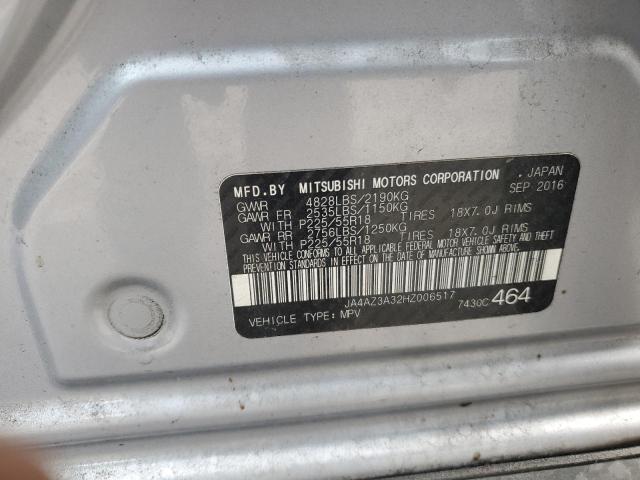 MFD.BY MITSUBISHI MOTORS CORPORATION . JAPAN
SEP 2016
GVWR 4828LBS/2190KG
GAWR FR 2535LBS/1150KG
WITH P225/55R18 TIRES 18X7.0J RIMS
GAWR RR 2756LBS/1250KG
WITH P225/55R18 TIRES 18X7.0J RIMS
THIS VEHICLE CONFORMS TO ALL APPLICABLE FEDERAL MOTOR VEHICLE SAFETY AND THEFT
PREVENTION STANDARDS IN EFFECT ON THE DATE OF MANUFACTURE SHOWN ABOVE.
JA4AZ3A32HZ006517
VEHICLE TYPE: MPV 7430C 464